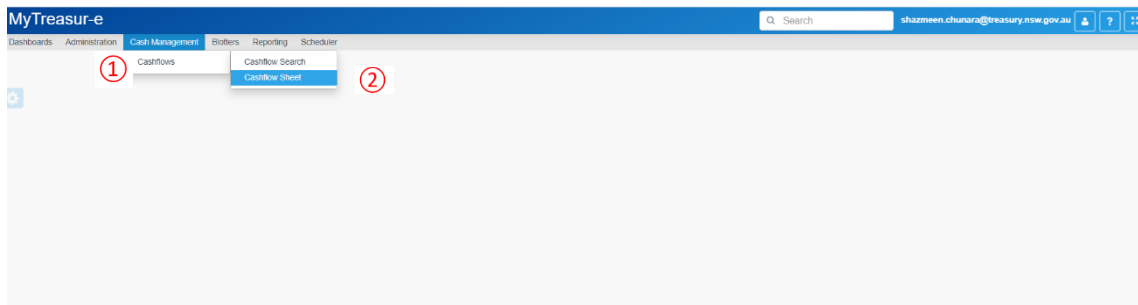 MyTreasur-e
Search
shazmeen.chunara@treasury.nsw.gov.au
?
Dashboards Administration Cash Management Blotters Reporting Scheduler
① Cashflows Cashflow Search
Cashflow Sheet ②